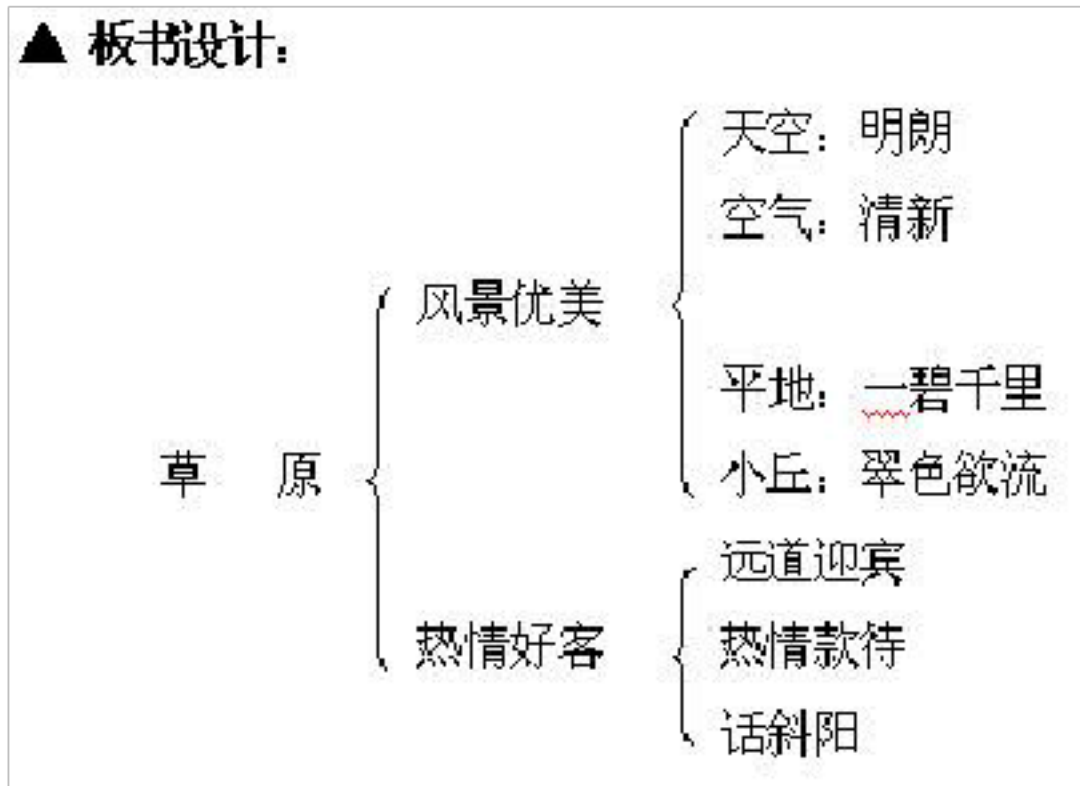 ▲ 板书设计：
天空：明朗
空气：清新
风景优美
平地：一碧千里
草 原
小丘：翠色欲流
远道迎宾
热情好客
热情款待
话斜阳